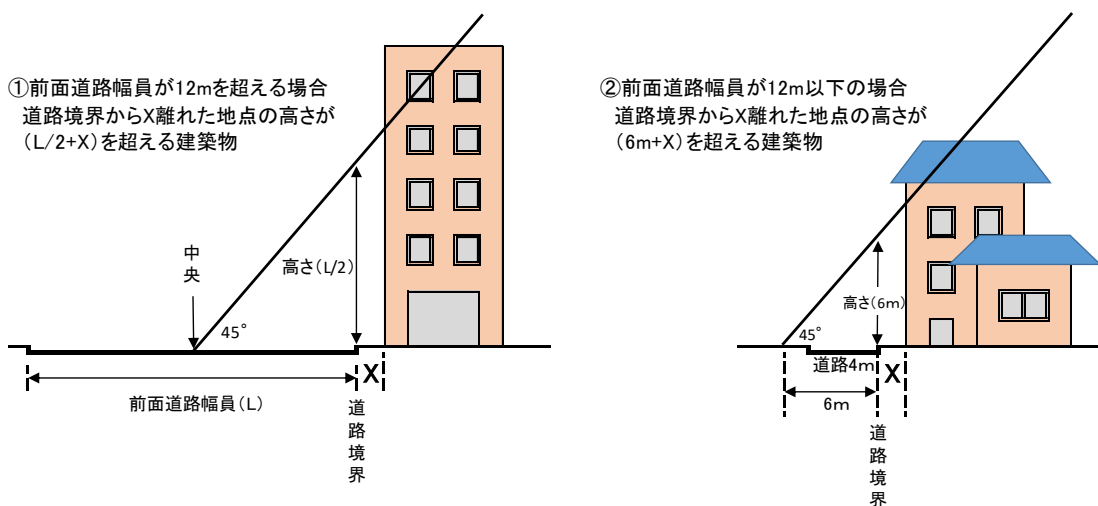 ①前面道路幅員が12mを超える場合
道路境界からX離れた地点の高さが
(L/2+X)を超える建築物
中央
高さ(L/2)
45°
X
前面道路幅員(L)
道路境界
②前面道路幅員が12m以下の場合
道路境界からX離れた地点の高さが
(6m+X)を超える建築物
高さ(6m)
45°
道路4m
X
6m
道路境界